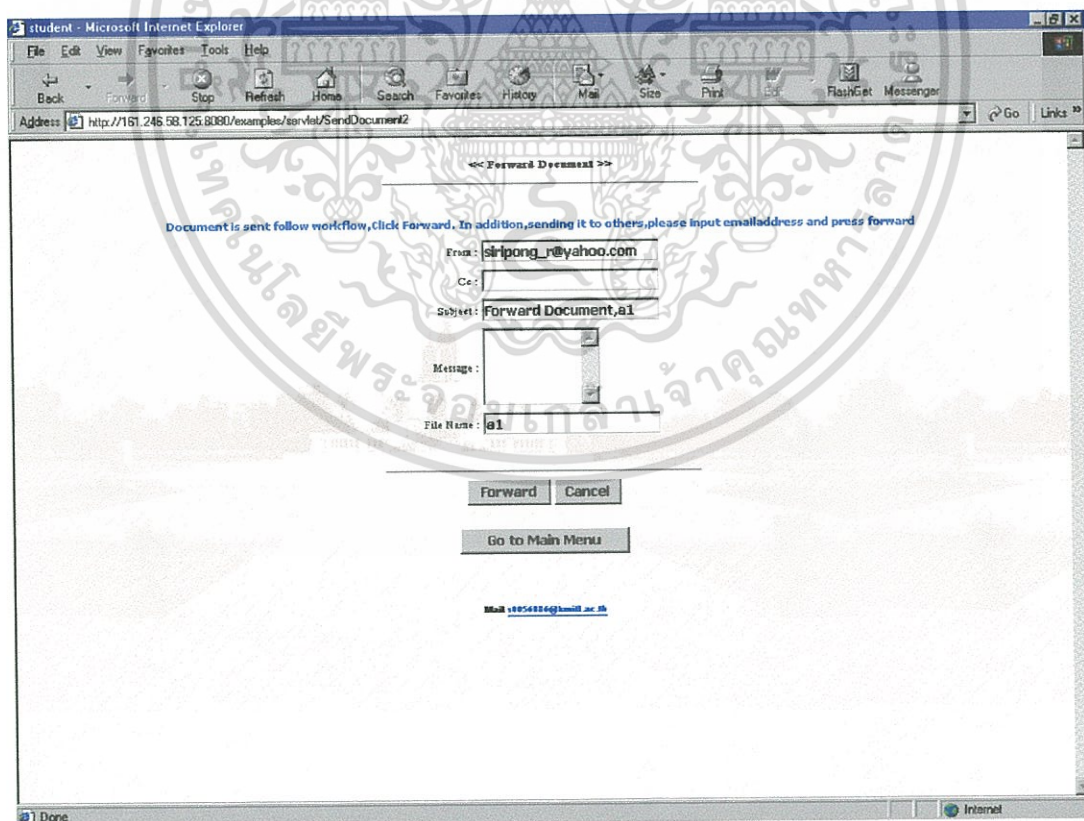 student - Microsoft Internet Explorer
File Edit View Favorites Tools Help
Back Forward Stop Refresh Home Search Favorites History Mail Size Print Edit FlashGet Messenger
Address http://161.246.58.125:8080/examples/servlet/SendDocument2 Go Links »
<< Forward Document >>
Document is sent follow workflow,Click Forward. In addition,sending it to others,please input emailaddress and press forward
From : siripong_r@yahoo.com
Cc :
Subject : Forward Document,a1
Message :
File Name : a1
Forward Cancel
Go to Main Menu
Mail
Done Internet